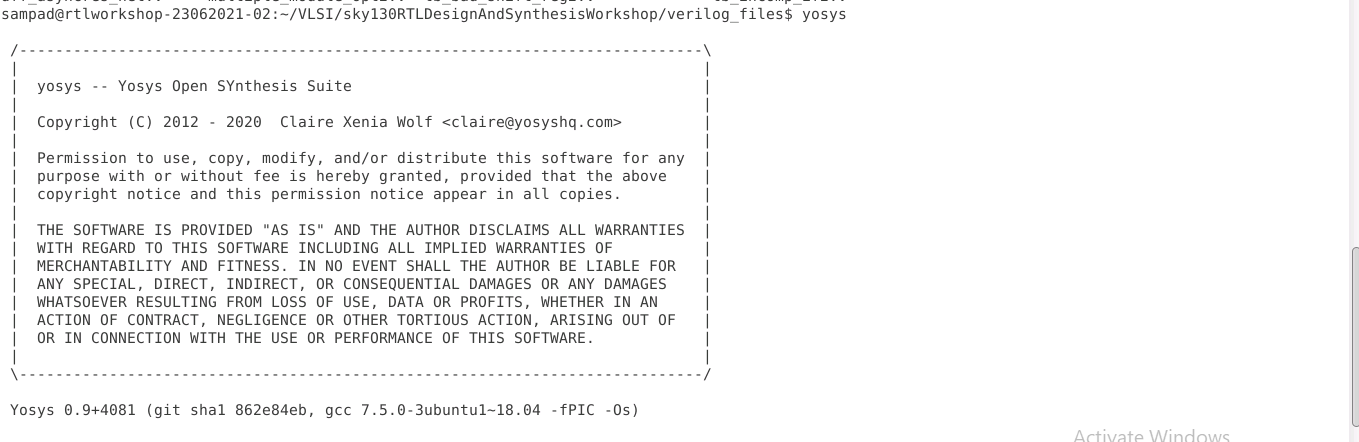 sampad@rtlworkshop-23062021-02:~/VLSI/sky130RTLDesignAndSynthesisWorkshop/verilog_files$ yosys
/----------------------------------------------------------------------------\
|                                                                            |
|  yosys -- Yosys Open SYnthesis Suite                                       |
|                                                                            |
|  Copyright (C) 2012 - 2020  Claire Xenia Wolf <claire@yosyshq.com>         |
|                                                                            |
|  Permission to use, copy, modify, and/or distribute this software for any  |
|  purpose with or without fee is hereby granted, provided that the above    |
|  copyright notice and this permission notice appear in all copies.         |
|                                                                            |
|  THE SOFTWARE IS PROVIDED "AS IS" AND THE AUTHOR DISCLAIMS ALL WARRANTIES  |
|  WITH REGARD TO THIS SOFTWARE INCLUDING ALL IMPLIED WARRANTIES OF          |
|  MERCHANTABILITY AND FITNESS. IN NO EVENT SHALL THE AUTHOR BE LIABLE FOR   |
|  ANY SPECIAL, DIRECT, INDIRECT, OR CONSEQUENTIAL DAMAGES OR ANY DAMAGES    |
|  WHATSOEVER RESULTING FROM LOSS OF USE, DATA OR PROFITS, WHETHER IN AN     |
|  ACTION OF CONTRACT, NEGLIGENCE OR OTHER TORTIOUS ACTION, ARISING OUT OF   |
|  OR IN CONNECTION WITH THE USE OR PERFORMANCE OF THIS SOFTWARE.            |
|                                                                            |
\----------------------------------------------------------------------------/
Yosys 0.9+4081 (git sha1 862e84eb, gcc 7.5.0-3ubuntu1~18.04 -fPIC -Os)
Activate Windows